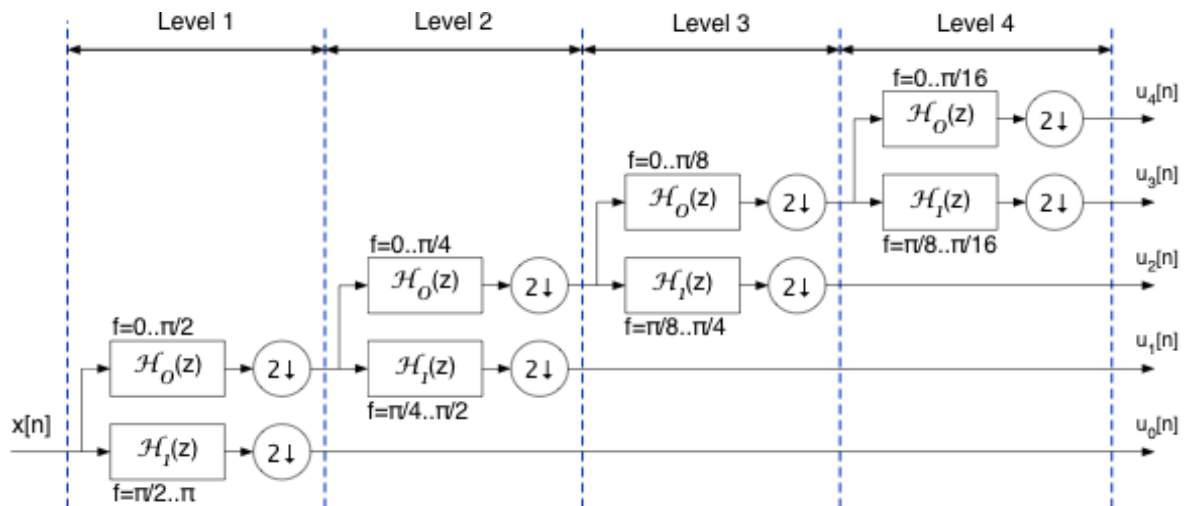 Level 1
Level 2
Level 3
Level 4
f=0..π/16
u4[n]
H0(z)
2↓
f=0..π/8
u3[n]
H0(z)
2↓
H1(z)
2↓
f=π/8..π/16
f=0..π/4
u2[n]
H0(z)
2↓
H1(z)
2↓
f=π/8..π/4
f=0..π/2
u1[n]
H0(z)
2↓
H1(z)
2↓
f=π/4..π/2
x[n]
u0[n]
H1(z)
2↓
f=π/2..π